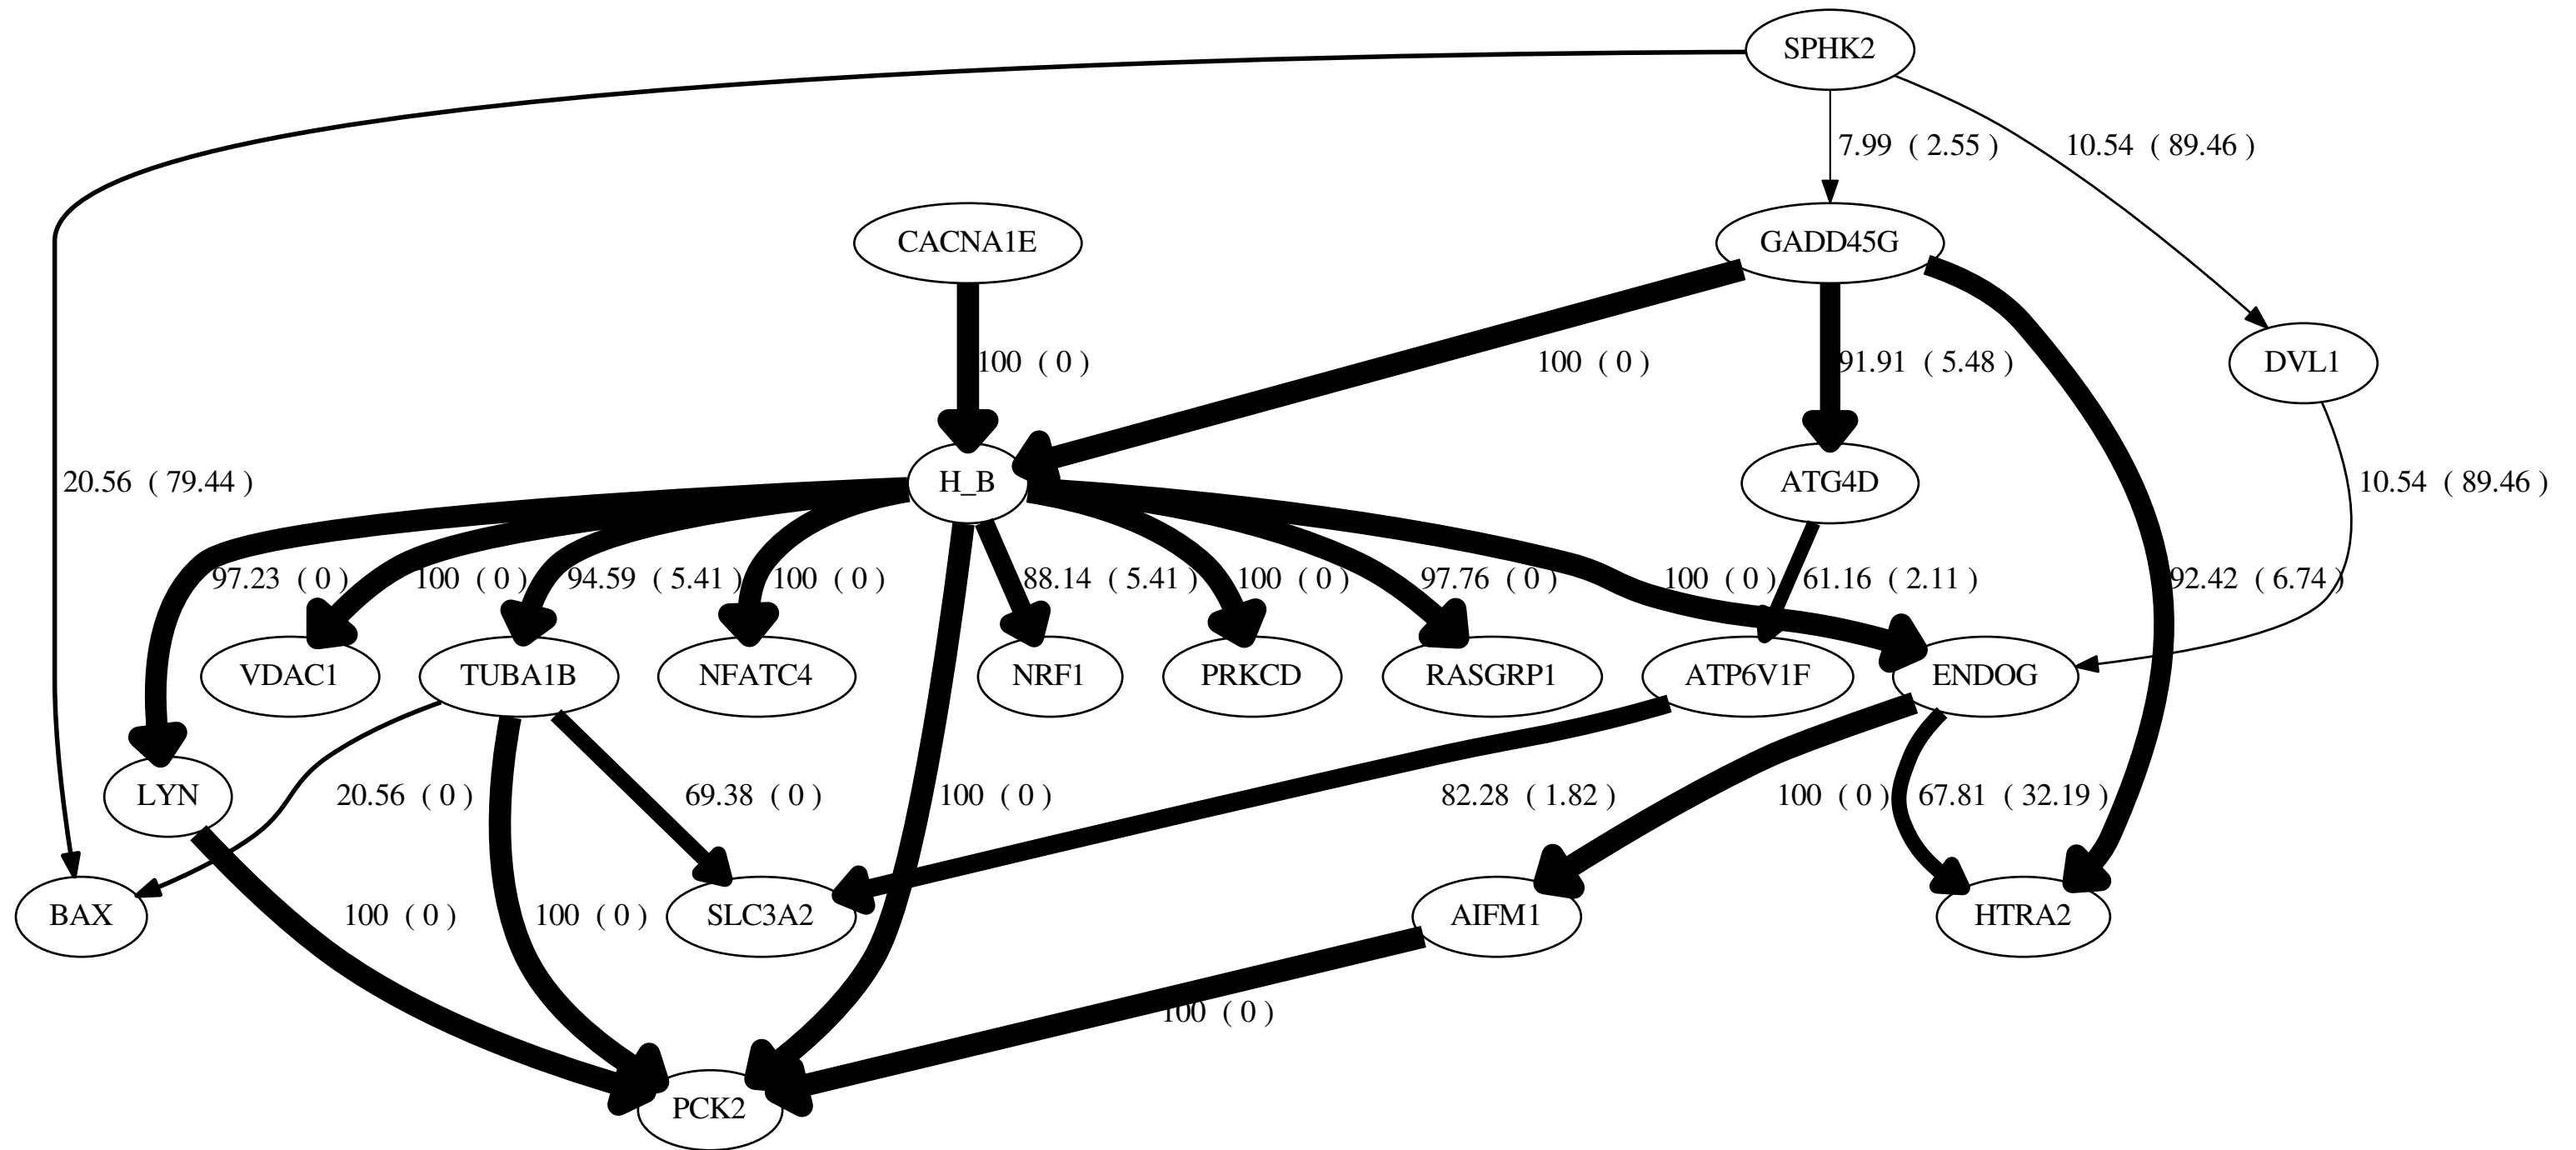 SPHK2
7.99 ( 2.55 )
10.54 ( 89.46 )
CACNA1E
GADD45G
100 ( 0 )
100 ( 0 )
91.91 ( 5.48 )
DVL1
20.56 ( 79.44 )
H_B
ATG4D
10.54 ( 89.46 )
97.23 ( 0 )
100 ( 0 )
94.59 ( 5.41 )
100 ( 0 )
88.14 ( 5.41 )
100 ( 0 )
97.76 ( 0 )
100 ( 0 )
61.16 ( 2.11 )
92.42 ( 6.74 )
VDAC1
TUBA1B
NFATC4
NRF1
PRKCD
RASGRP1
ATP6V1F
ENDOG
LYN
20.56 ( 0 )
69.38 ( 0 )
100 ( 0 )
82.28 ( 1.82 )
100 ( 0 )
67.81 ( 32.19 )
BAX
100 ( 0 )
100 ( 0 )
SLC3A2
AIFM1
HTRA2
100 ( 0 )
PCK2